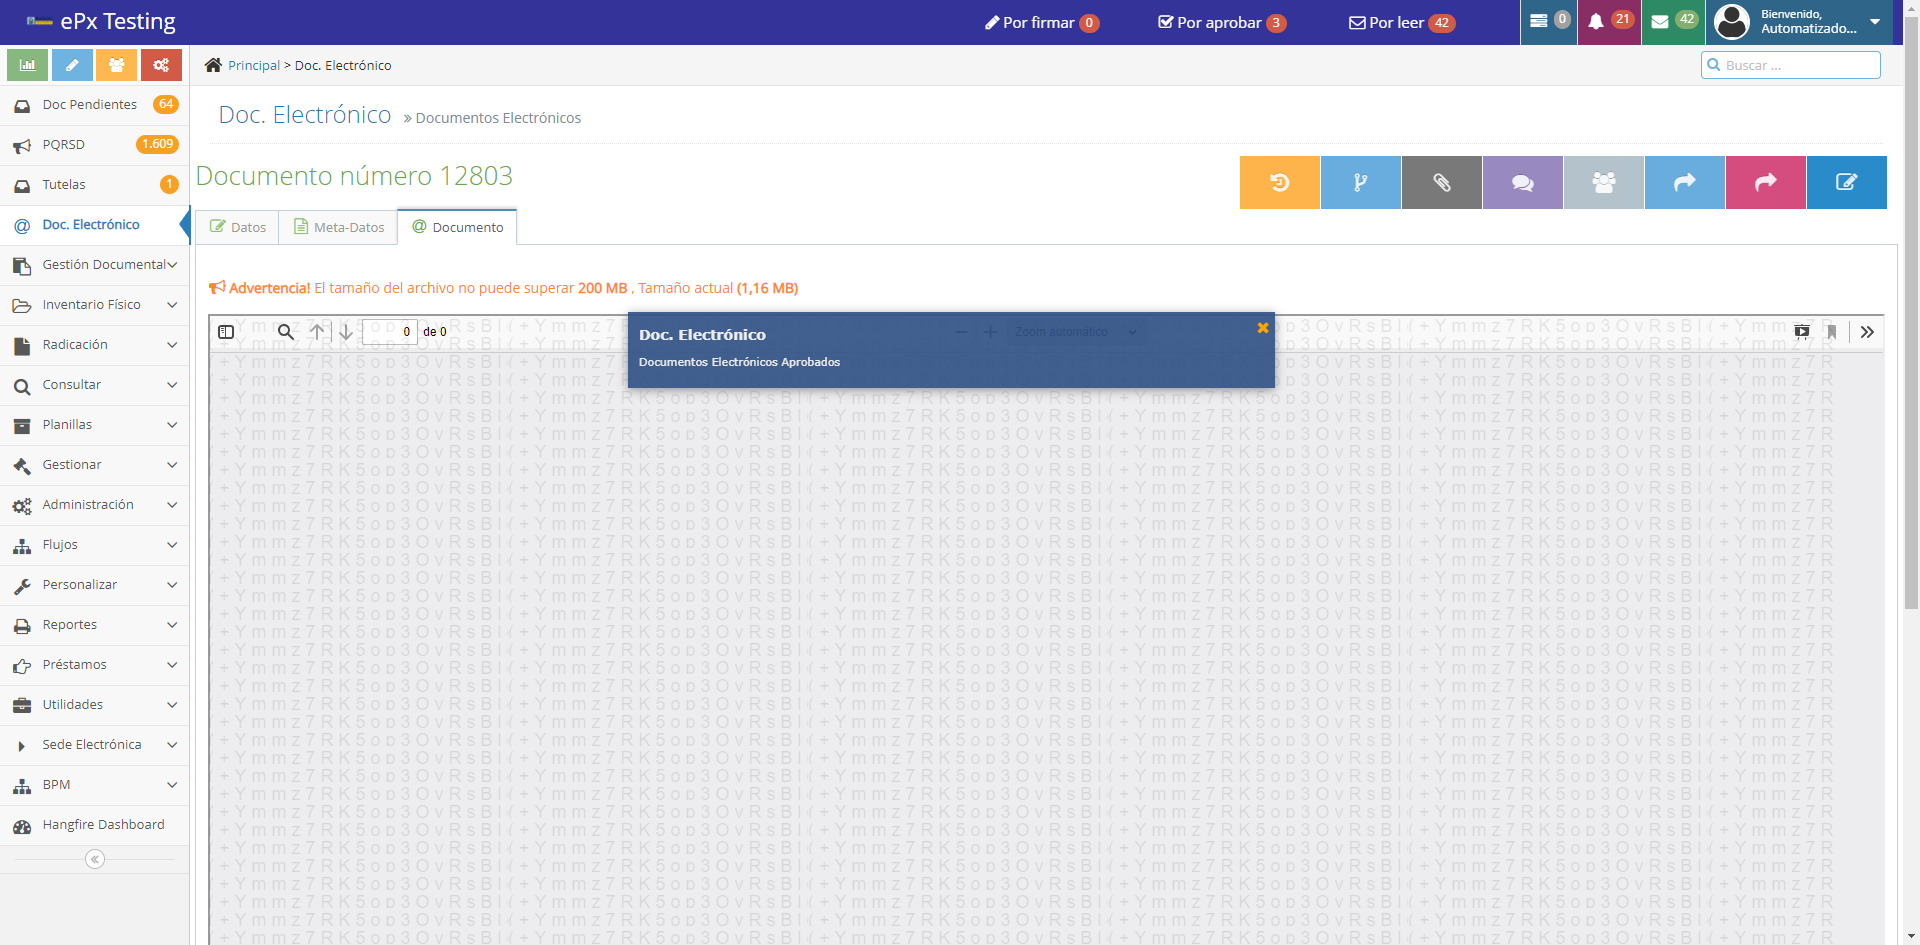 ePx Testing
Por firmar 0
Por aprobar 3
Por leer 42
0
21
42
Bienvenido,
Automatizado...
Principal > Doc. Electrónico
Buscar ...
Doc Pendientes 64
PQRSD 1.609
Tutelas 1
Doc. Electrónico
Gestión Documental
Inventario Físico
Radicación
Consultar
Planillas
Gestionar
Administración
Flujos
Personalizar
Reportes
Préstamos
Utilidades
Sede Electrónica
BPM
Hangfire Dashboard
Doc. Electrónico » Documentos Electrónicos
Documento número 12803
Datos
Meta-Datos
@ Documento
Advertencia! El tamaño del archivo no puede superar 200 MB , Tamaño actual (1,16 MB)
0 de 0
Zoom automático
Doc. Electrónico
Documentos Electrónicos Aprobados